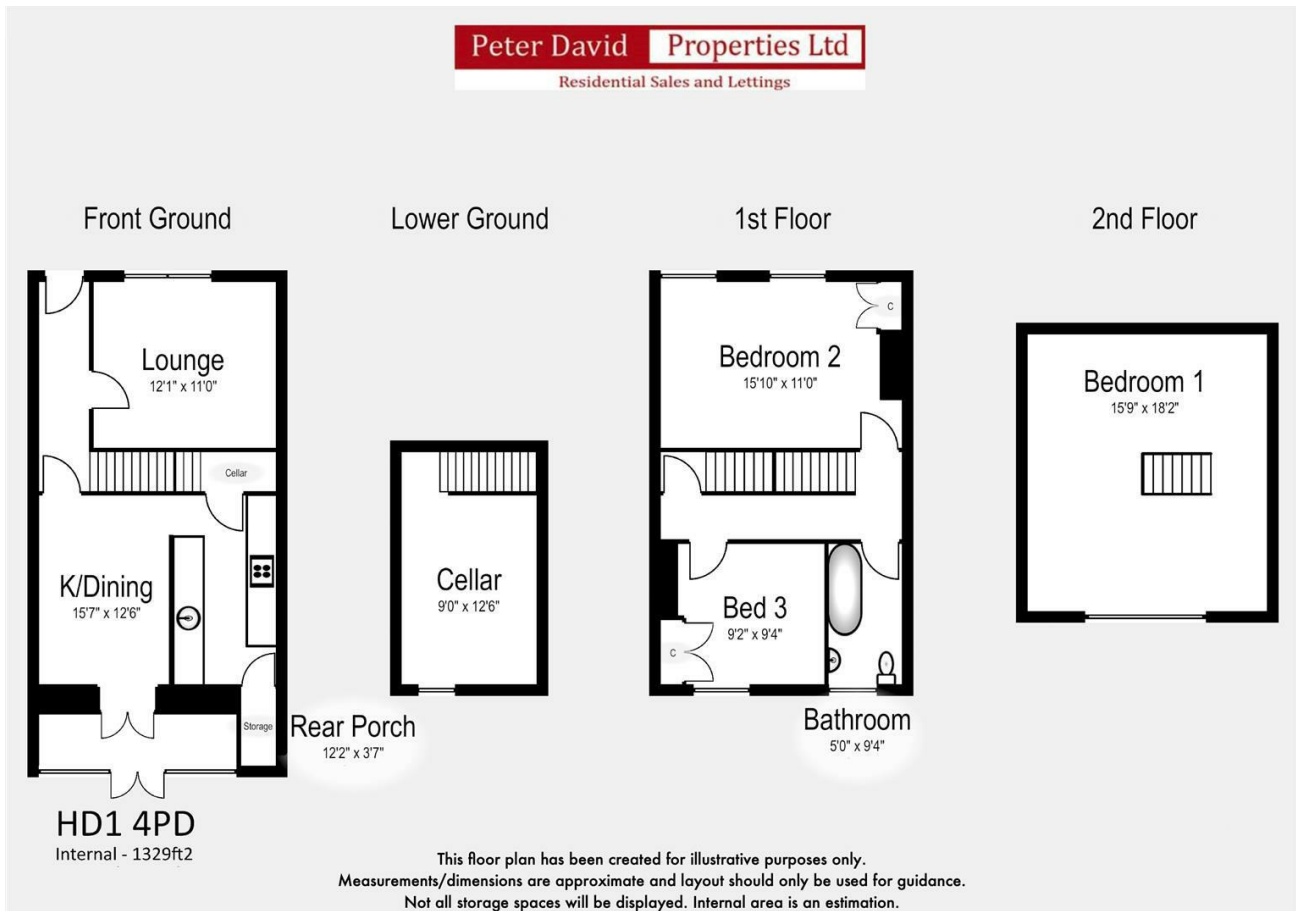 Peter David Properties Ltd
Residential Sales and Lettings
Front Ground
Lower Ground
1st Floor
2nd Floor
Lounge
12'1" x 11'0"
Cellar
K/Dining
15'7" x 12'6"
Storage
Rear Porch
12'2" x 3'7"
Cellar
9'0" x 12'6"
C
Bedroom 2
15'10" x 11'0"
Bed 3
9'2" x 9'4"
C
Bathroom
5'0" x 9'4"
Bedroom 1
15'9" x 18'2"
HD1 4PD
Internal - 1329ft2
This floor plan has been created for illustrative purposes only.
Measurements/dimensions are approximate and layout should only be used for guidance.
Not all storage spaces will be displayed. Internal area is an estimation.